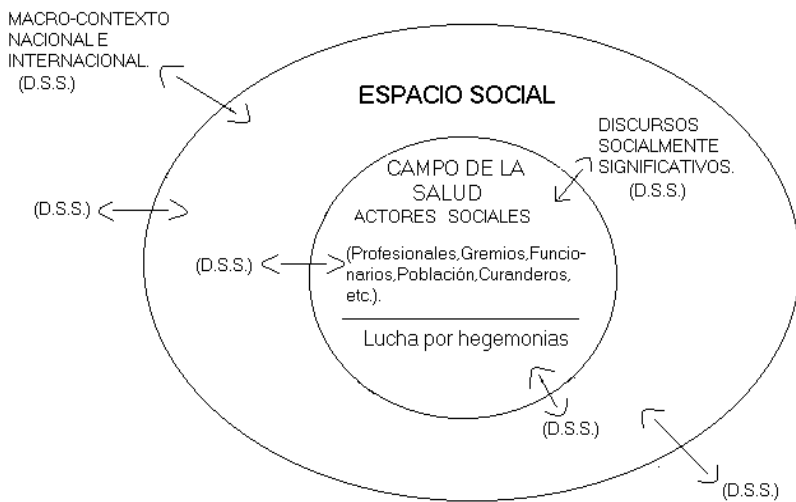 MACRO-CONTEXTO
NACIONAL E
INTERNACIONAL.
(D.S.S.)
ESPACIO SOCIAL
DISCURSOS
SOCIALMENTE
SIGNIFICATIVOS.
(D.S.S.)
CAMPO DE LA
SALUD
ACTORES SOCIALES
(D.S.S.)
(D.S.S.)
(Profesionales,Gremios,Funcio-
narios,Población,Curanderos,
etc.).
Lucha por hegemonias
(D.S.S.)
(D.S.S.)